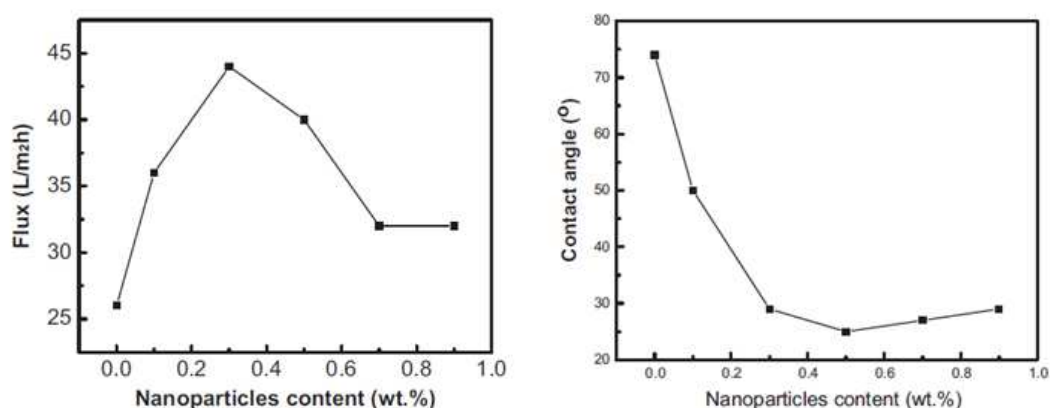 45
40
35
30
25
Flux (L/m2h)
0.0 0.2 0.4 0.6 0.8 1.0
Nanoparticles content (wt.%)
80
70
60
50
40
30
20
Contact angle (º)
0.0 0.2 0.4 0.6 0.8 1.0
Nanoparticles content (wt.%)